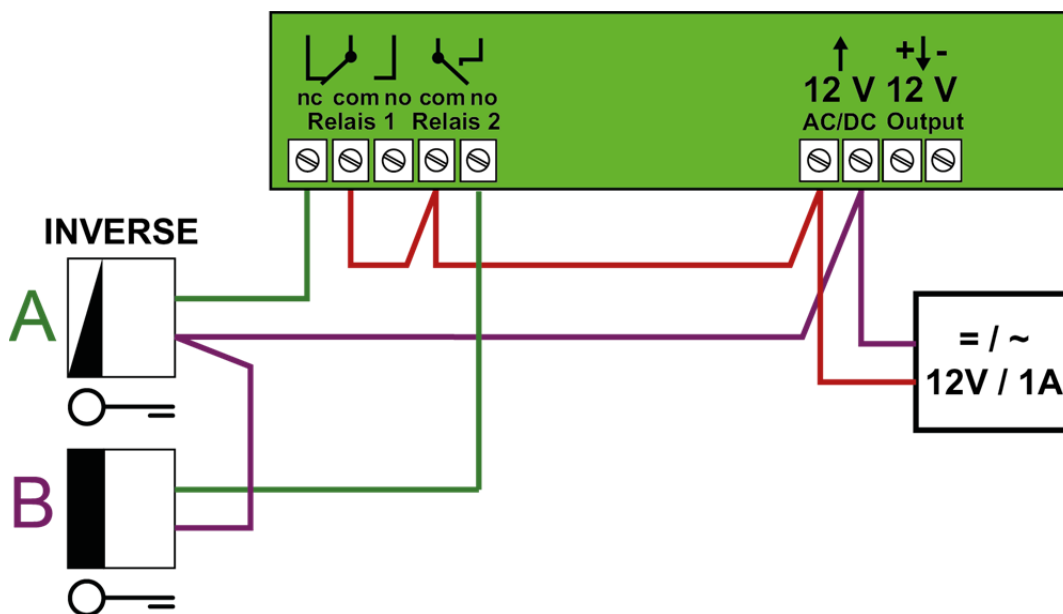 + -
12 V 12 V
nc com no com no
Relais 1 Relais 2
AC/DC Output
INVERSE
A
= / ~
12V / 1A
B